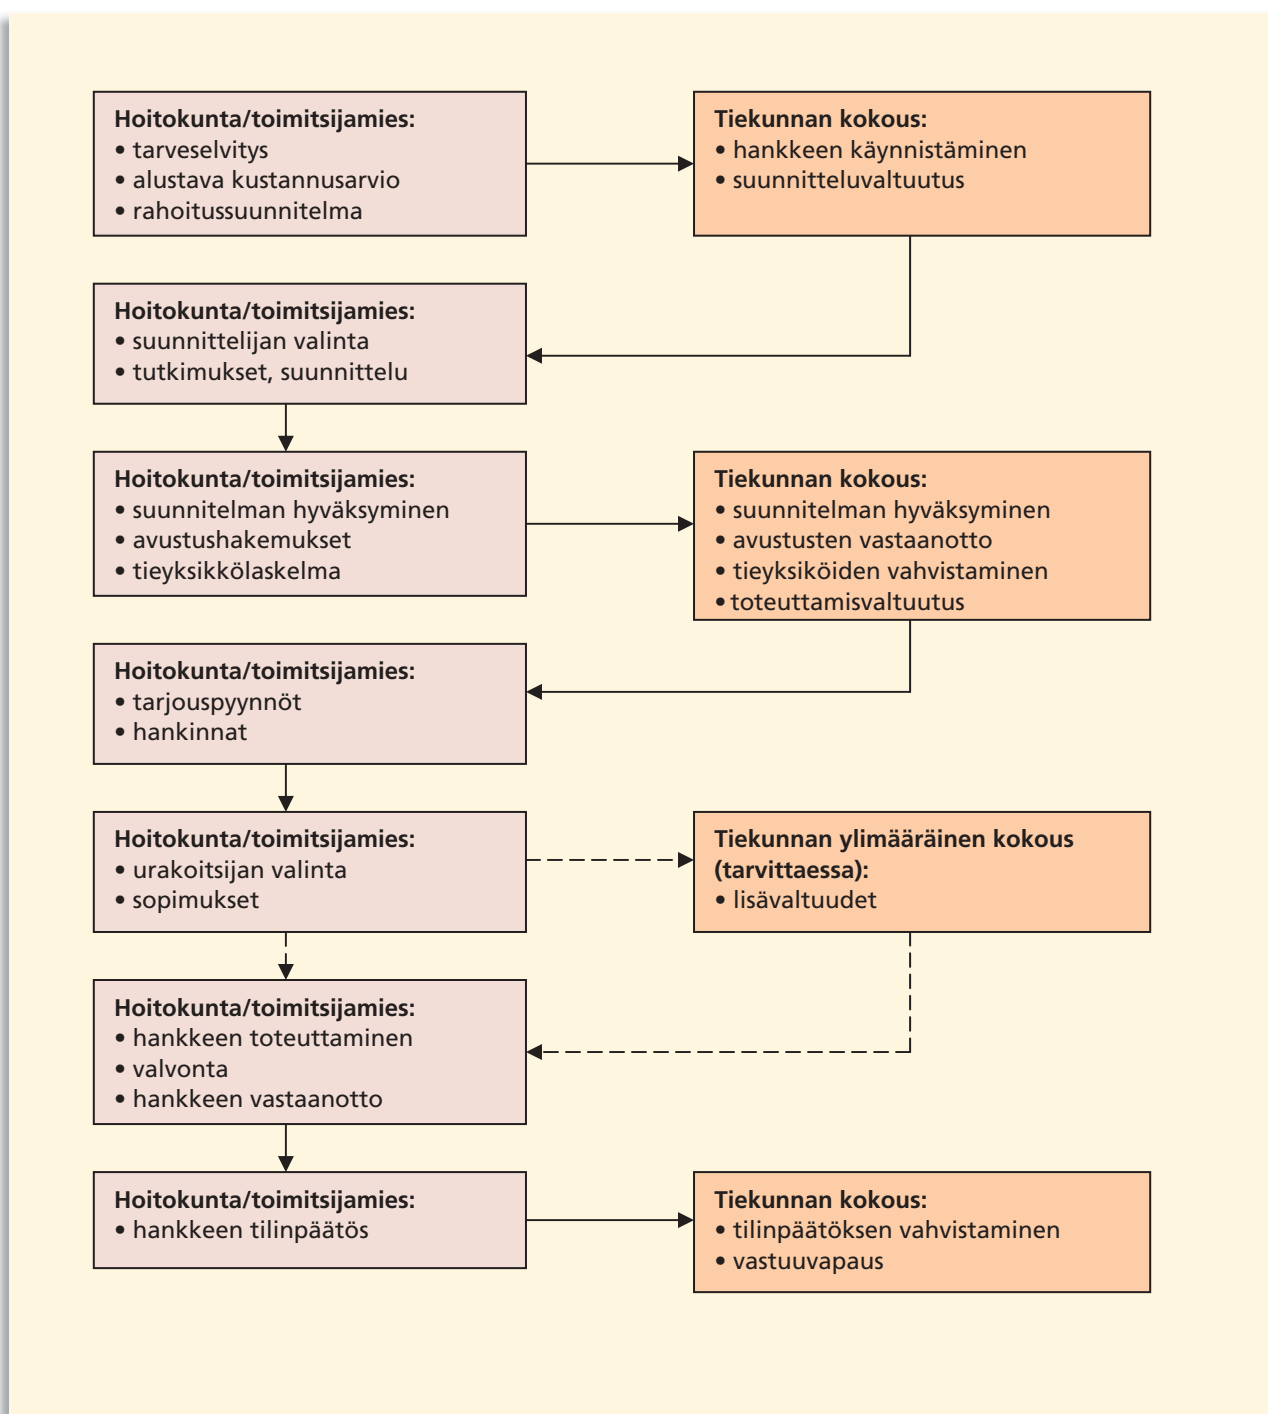 Hoitokunta/toimitsijamies:
• tarveselvitys
• alustava kustannusarvio
• rahoitussuunnitelma
Tiekunnan kokous:
• hankkeen käynnistäminen
• suunnitteluvaltuutus
Hoitokunta/toimitsijamies:
• suunnittelijan valinta
• tutkimukset, suunnittelu
Hoitokunta/toimitsijamies:
• suunnitelman hyväksyminen
• avustushakemukset
• tieyksikkölaskelma
Tiekunnan kokous:
• suunnitelman hyväksyminen
• avustusten vastaanotto
• tieyksiköiden vahvistaminen
• toteuttamisvaltuutus
Hoitokunta/toimitsijamies:
• tarjouspyynnöt
• hankinnat
Hoitokunta/toimitsijamies:
• urakoitsijan valinta
• sopimukset
Tiekunnan ylimääräinen kokous
(tarvittaessa):
• lisävaltuudet
Hoitokunta/toimitsijamies:
• hankkeen toteuttaminen
• valvonta
• hankkeen vastaanotto
Hoitokunta/toimitsijamies:
• hankkeen tilinpäätös
Tiekunnan kokous:
• tilinpäätöksen vahvistaminen
• vastuuvapaus